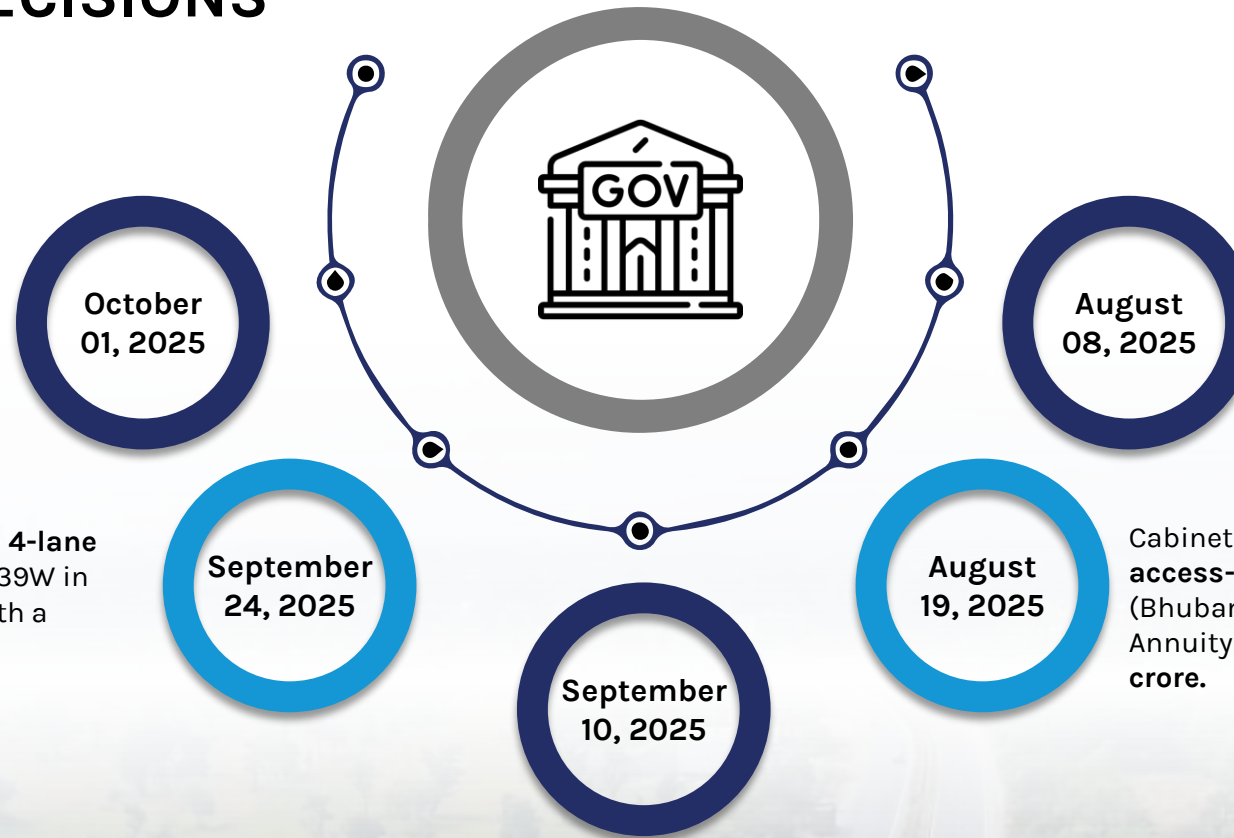 ECISIONS
GOV
October
01, 2025
August
08, 2025
4-lane
39W in
th a
September
24, 2025
August
19, 2025
Cabinet
access-
(Bhubar
Annuity
crore.
September
10, 2025